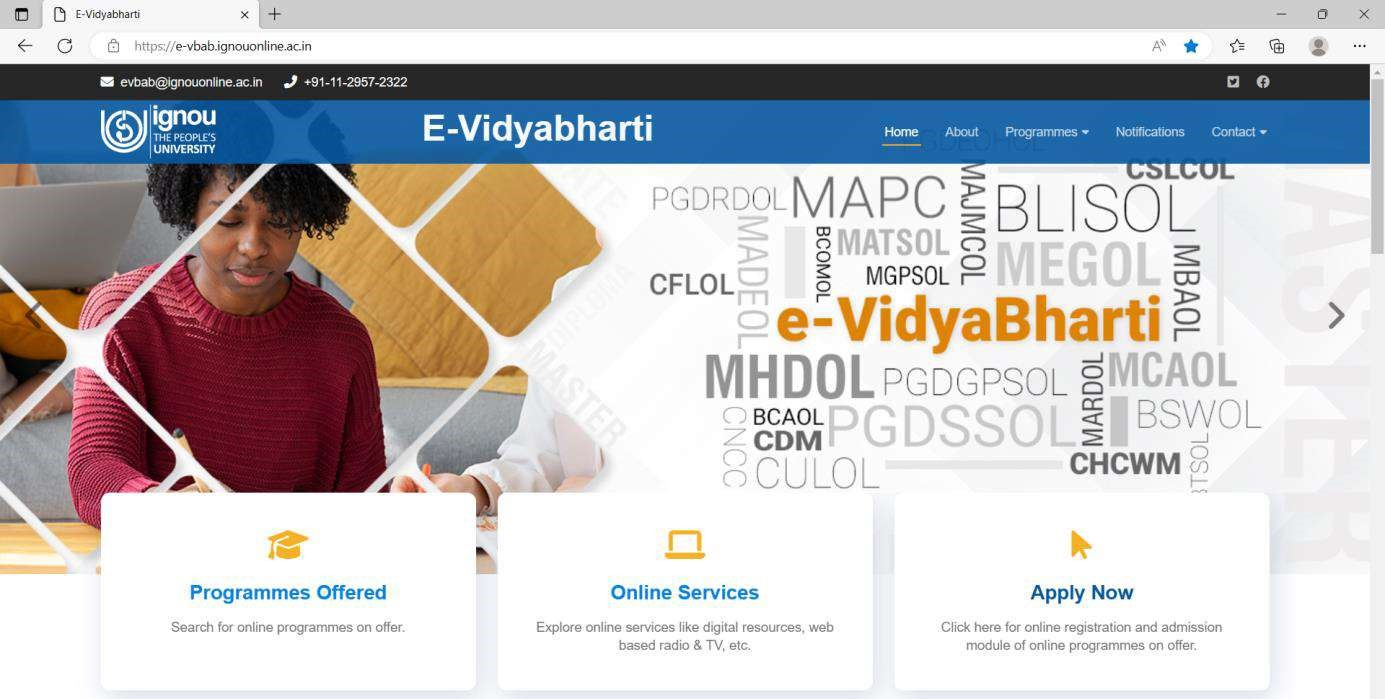 E-Vidyabharti
https://e-vbab.ignouonline.ac.in
evbab@ignouonline.ac.in +91-11-2957-2322
ignou
THE PEOPLE'S
UNIVERSITY
E-Vidyabharti
Home About Programmes Notifications Contact
CSLCOL
PGDRDOL
MAPC
MAJMCOL
BLISOL
MADEOL
BCOMOL
MATSOL
MEGOL
MBAOL
CFLOL
MGPSOL
e-VidyaBharti
MHDOL
PGDGPSOL
MARDOL
MCAOL
CNCC
BCAOL
PGDSSOL
BSWOL
CDM
CULOL
CHCWM
MASTER
Programmes Offered
Search for online programmes on offer.
Online Services
Explore online services like digital resources, web
based radio & TV, etc.
Apply Now
Click here for online registration and admission
module of online programmes on offer.